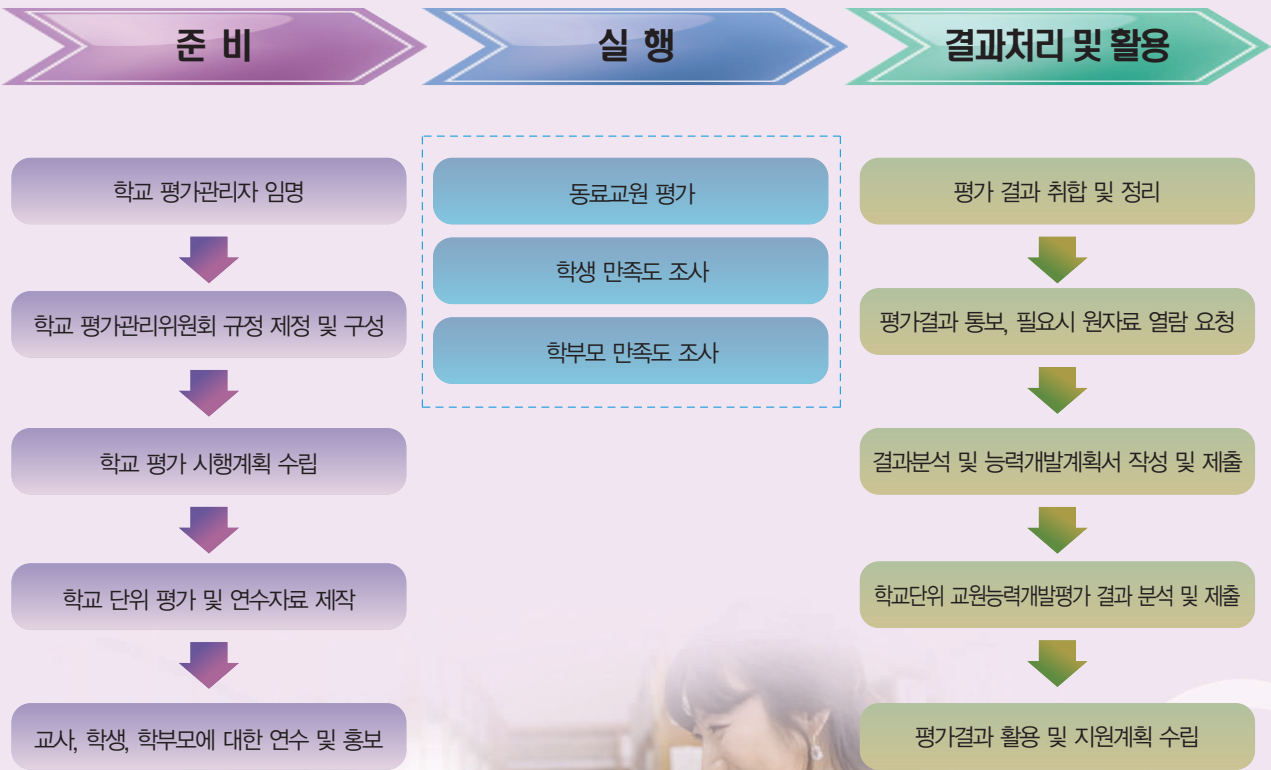 준 비
학교 평가관리자 임명
학교 평가관리위원회 규정 제정 및 구성
학교 평가 시행계획 수립
학교 단위 평가 및 연수자료 제작
교사, 학생, 학부모에 대한 연수 및 홍보
실 행
동료교원 평가
학생 만족도 조사
학부모 만족도 조사
결과처리 및 활용
평가 결과 취합 및 정리
평가결과 통보, 필요시 원자료 열람 요청
결과분석 및 능력개발계획서 작성 및 제출
학교단위 교원능력개발평가 결과 분석 및 제출
평가결과 활용 및 지원계획 수립